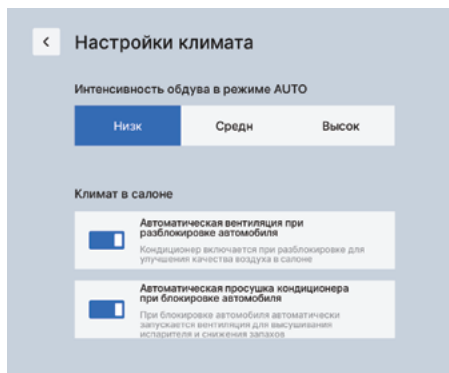 Настройки климата
Интенсивность обдува в режиме AUTO
Низк Средн Высок
Климат в салоне
Автоматическая вентиляция при
разблокировке автомобиля
Кондиционер включается при разблокировке для
улучшения качества воздуха в салоне
Автоматическая просушка кондиционера
при блокировке автомобиля
При блокировке автомобиля автоматически
запускается вентиляция для высушивания
испарителя и снижения запахов